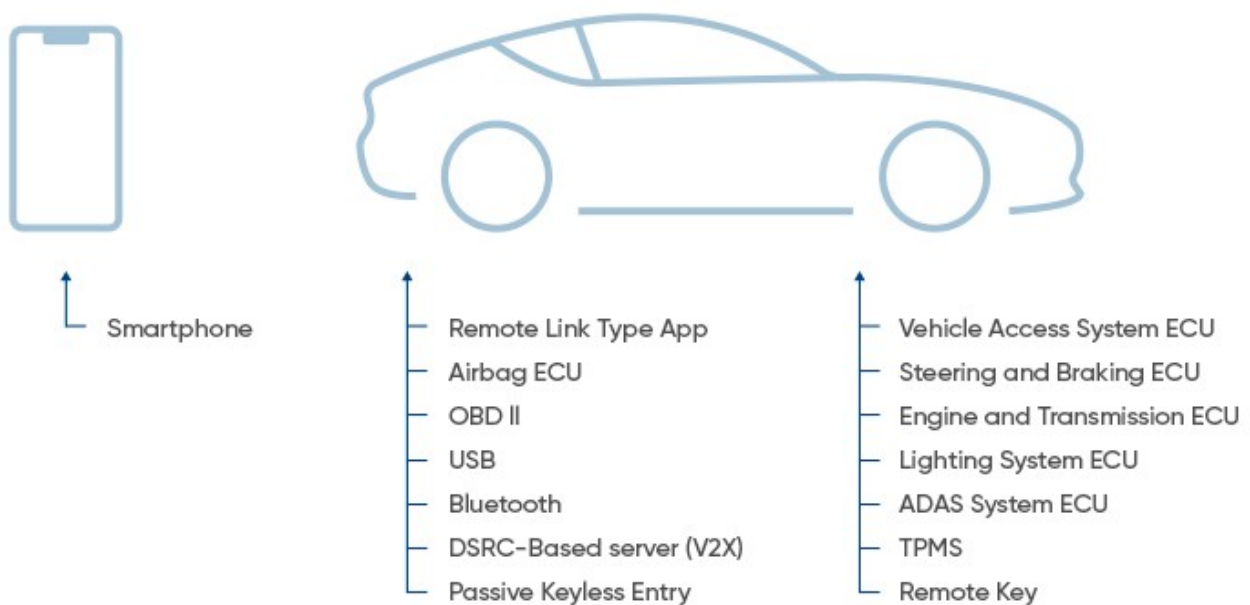 Smartphone
Remote Link Type App
Airbag ECU
OBD II
USB
Bluetooth
DSRC-Based server (V2X)
Passive Keyless Entry
Vehicle Access System ECU
Steering and Braking ECU
Engine and Transmission ECU
Lighting System ECU
ADAS System ECU
TPMS
Remote Key